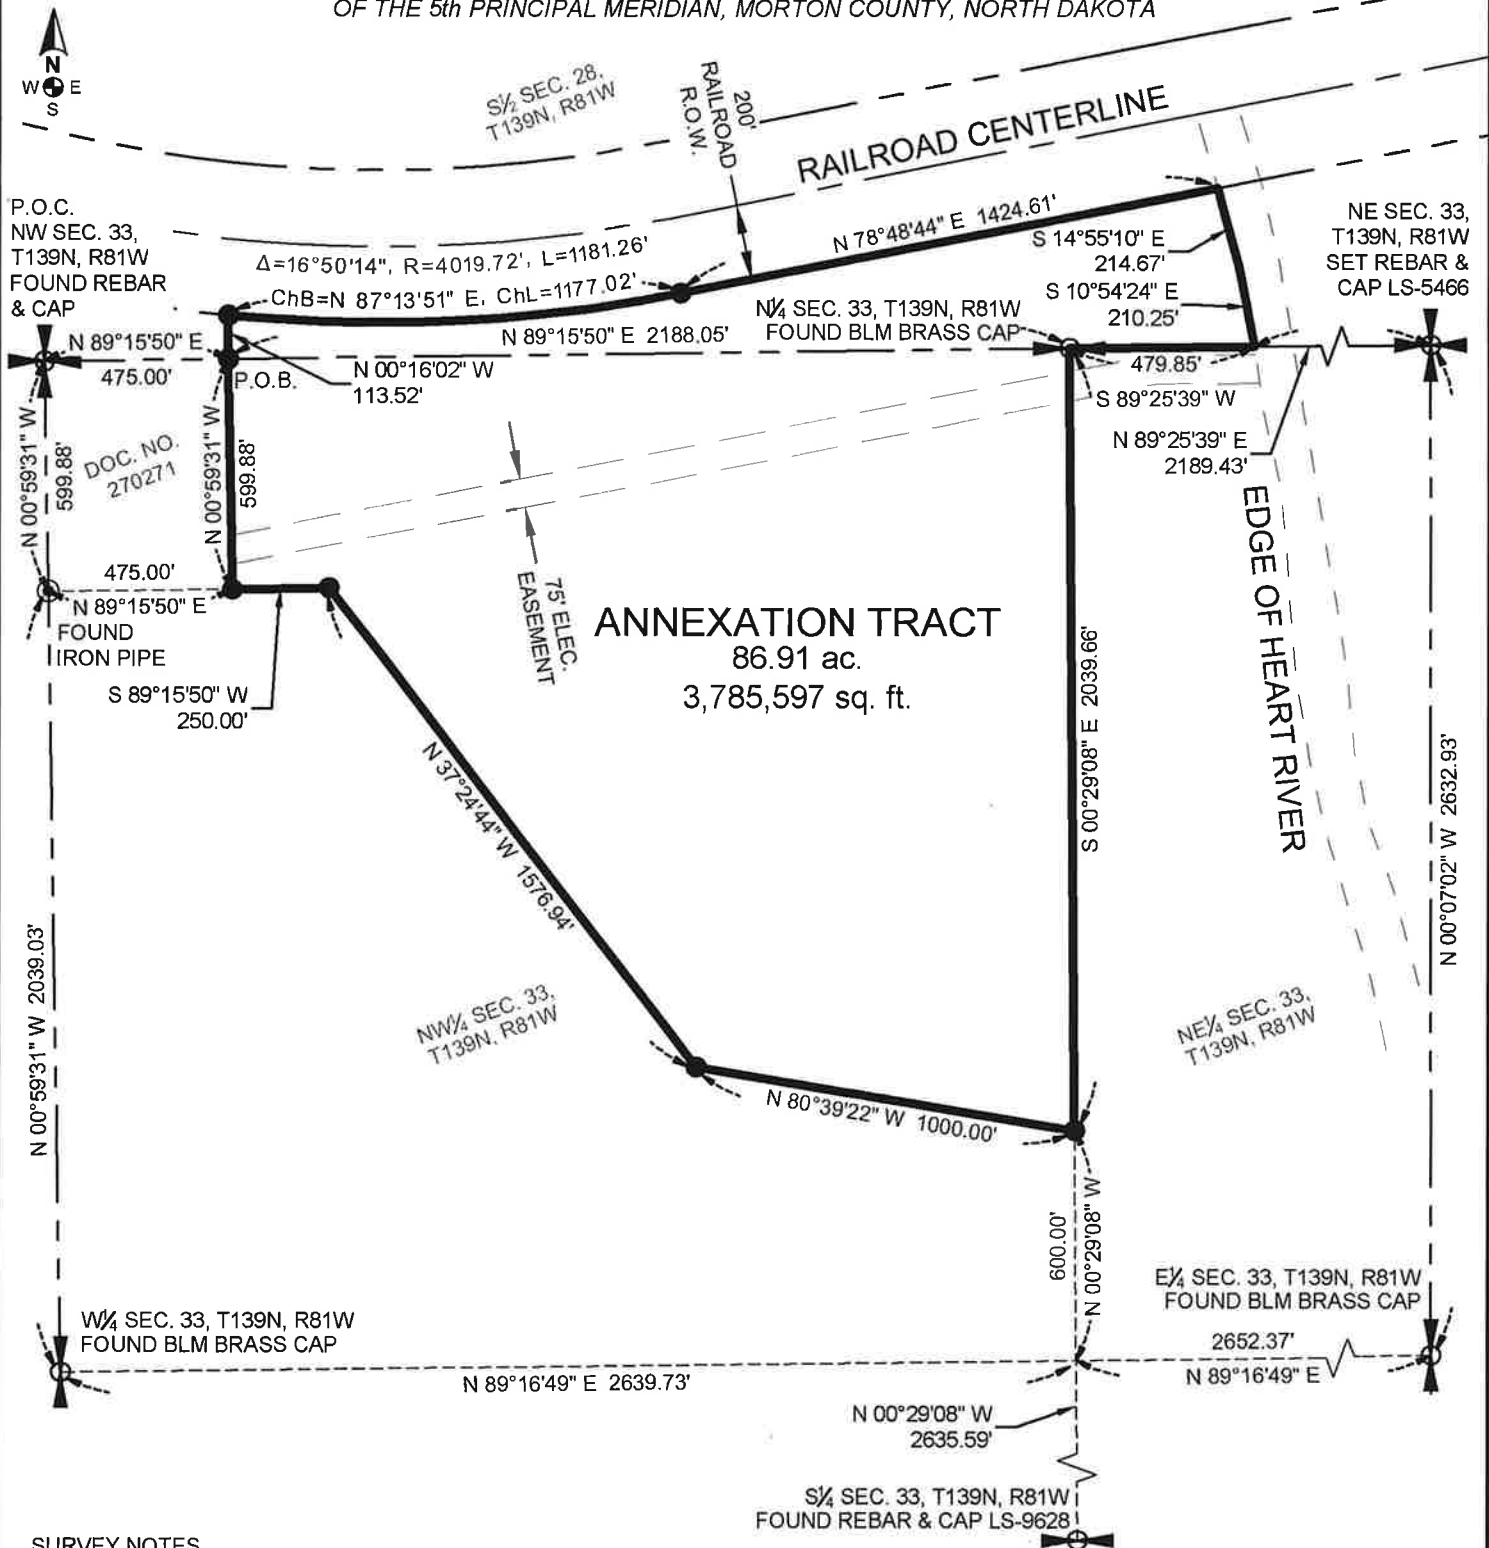 OF THE 5th PRINCIPAL MERIDIAN, MORTON COUNTY, NORTH DAKOTA
N
W E
S
S½ SEC. 28,
T139N, R81W
200'
RAILROAD
R.O.W.
RAILROAD CENTERLINE
P.O.C.
NW SEC. 33,
T139N, R81W
FOUND REBAR
& CAP
NE SEC. 33,
T139N, R81W
SET REBAR &
CAP LS-5466
Δ=16°50'14", R=4019.72', L=1181.26'
ChB=N 87°13'51" E, ChL=1177.02'
N 78°48'44" E 1424.61'
S 14°55'10" E
214.67'
S 10°54'24" E
210.25'
N¼ SEC. 33, T139N, R81W
FOUND BLM BRASS CAP
N 89°15'50" E
475.00'
N 89°15'50" E 2188.05'
P.O.B.
N 00°16'02" W
113.52'
479.85'
S 89°25'39" W
N 89°25'39" E
2189.43'
N 00°59'31" W
599.88'
DOC. NO.
270271
N 00°59'31" W
599.88'
475.00'
N 89°15'50" E
FOUND
IRON PIPE
S 89°15'50" W
250.00'
75' ELEC.
EASEMENT
ANNEXATION TRACT
86.91 ac.
3,785,597 sq. ft.
EDGE OF HEART RIVER
S 00°29'08" E 2039.66'
N 00°07'02" W 2632.93'
N 37°24'44" W 1576.94'
N 00°59'31" W 2039.03'
NW¼ SEC. 33,
T139N, R81W
NE¼ SEC. 33,
T139N, R81W
N 80°39'22" W 1000.00'
600.00'
N 00°29'08" W
E¼ SEC. 33, T139N, R81W
FOUND BLM BRASS CAP
W¼ SEC. 33, T139N, R81W
FOUND BLM BRASS CAP
2652.37'
N 89°16'49" E
N 89°16'49" E 2639.73'
N 00°29'08" W
2635.59'
S¼ SEC. 33, T139N, R81W
FOUND REBAR & CAP LS-9628
SURVEY NOTES